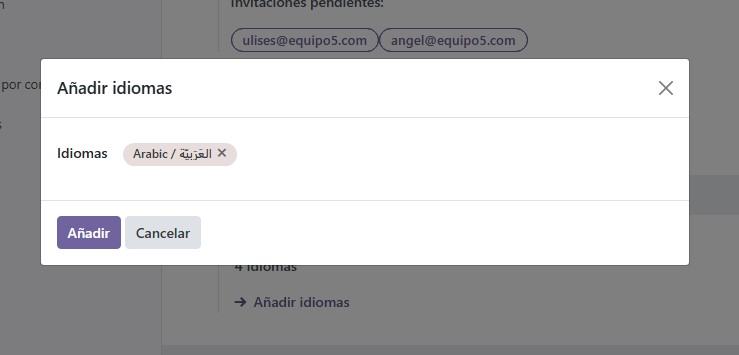 Invitaciones pendientes:
ulises@equipo5.com angel@equipo5.com
por co
Añadir idiomas
Idiomas Arabic / الْعَرَبيّة ✕
Añadir Cancelar
4 idiomas
→ Añadir idiomas